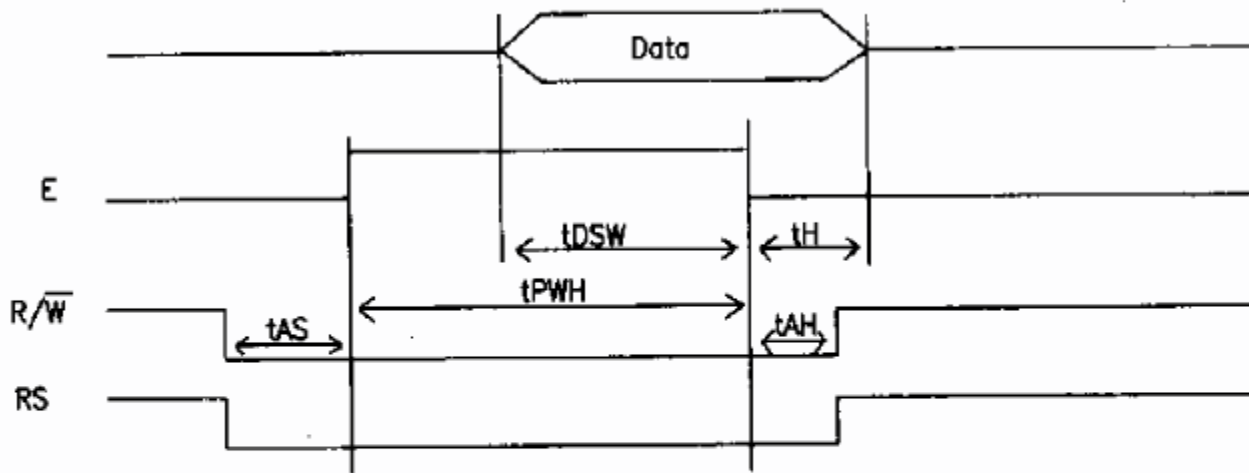 Data
E
tDSW
tH
tPWH
R/W̅
tAS
tAH
RS